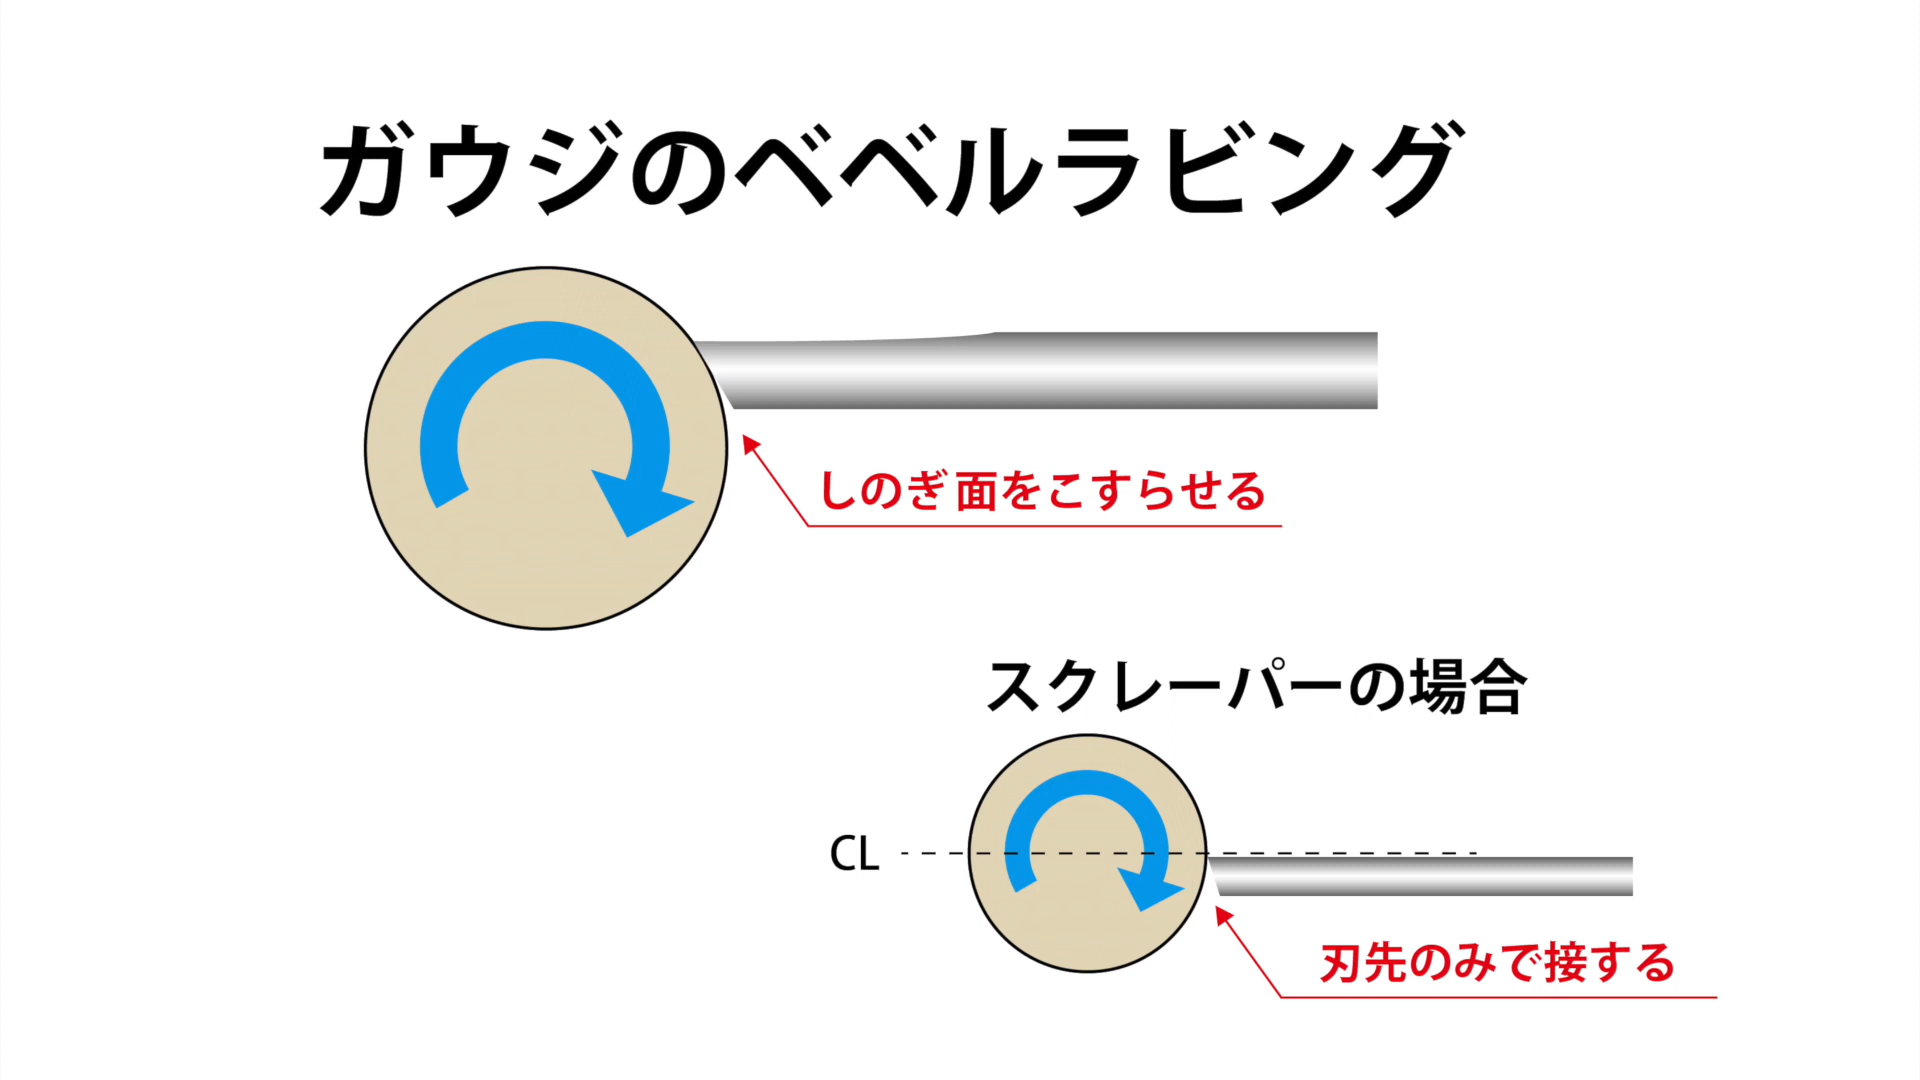 ガウジのベベルラビング
しのぎ面をこすらせる
スクレーパーの場合
CL
刃先のみで接する